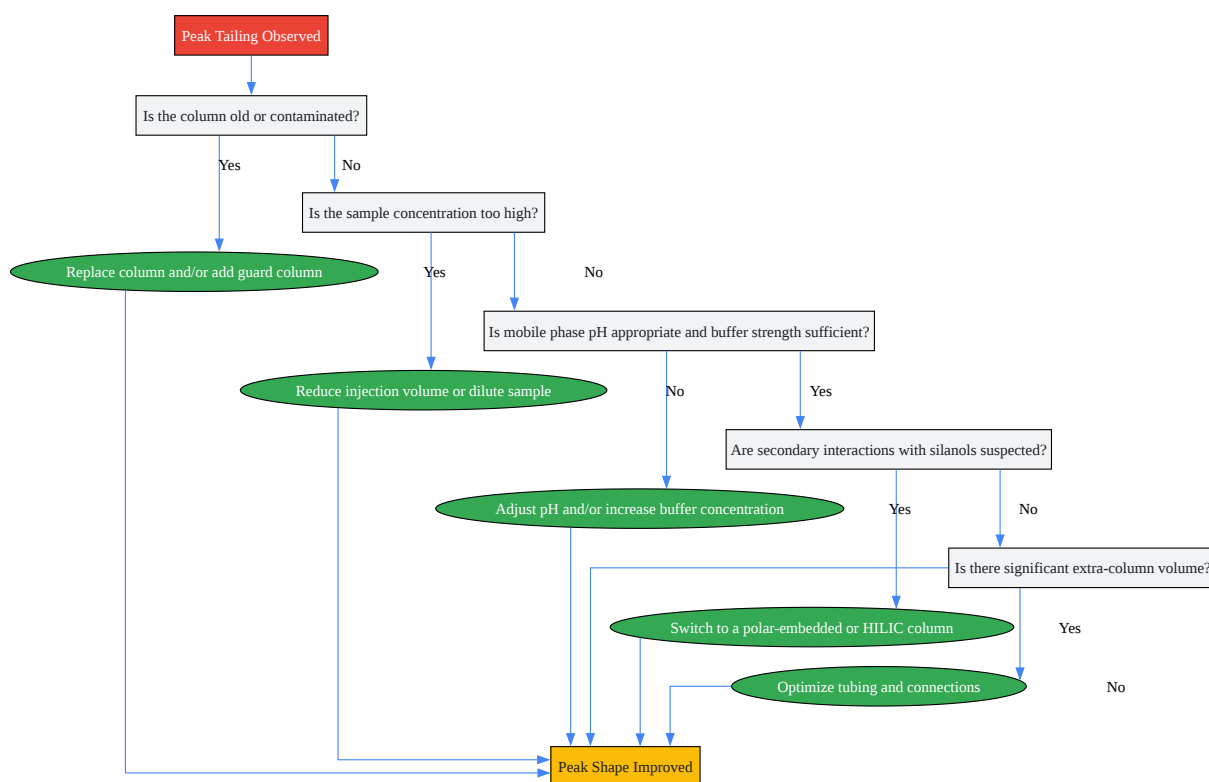 Peak Tailing Observed
Is the column old or contaminated?
Yes
No
Is the sample concentration too high?
Replace column and/or add guard column
Yes
No
Is mobile phase pH appropriate and buffer strength sufficient?
Reduce injection volume or dilute sample
No
Yes
Are secondary interactions with silanols suspected?
Adjust pH and/or increase buffer concentration
Yes
No
Is there significant extra-column volume?
Switch to a polar-embedded or HILIC column
Yes
Optimize tubing and connections
No
Peak Shape Improved